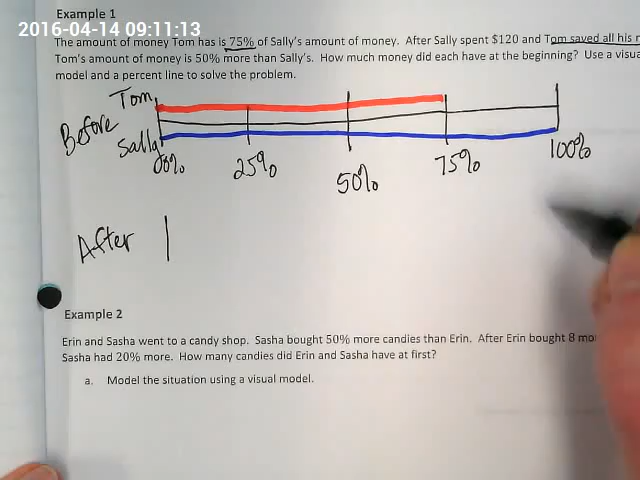 Example 1
2016-04-14 09:11:13
The amount of money Tom has is 75% of Sally's amount of money. After Sally spent $120 and Tom saved all his
Tom's amount of money is 50% more than Sally's. How much money did each have at the beginning? Use a
model and a percent line to solve the problem.
Tom
Before
Sally
0% 25% 50% 75% 100%
After
Example 2
Erin and Sasha went to a candy shop. Sasha bought 50% more candies than Erin. After Erin bought 8
Sasha had 20% more. How many candies did Erin and Sasha have at first?
a. Model the situation using a visual model.